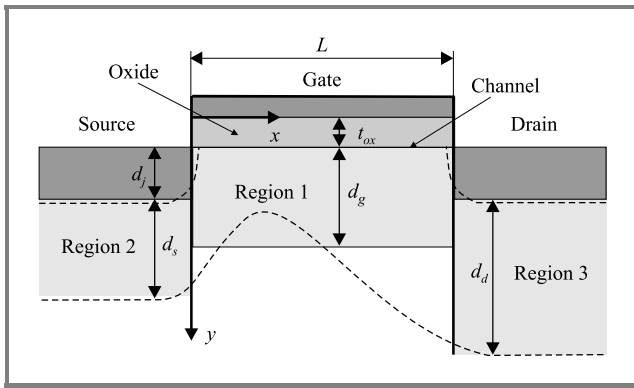 L
Oxide
Gate
Channel
Source
x
t_ox
Drain
d_j
Region 1
d_g
Region 2
d_s
d_d
Region 3
y